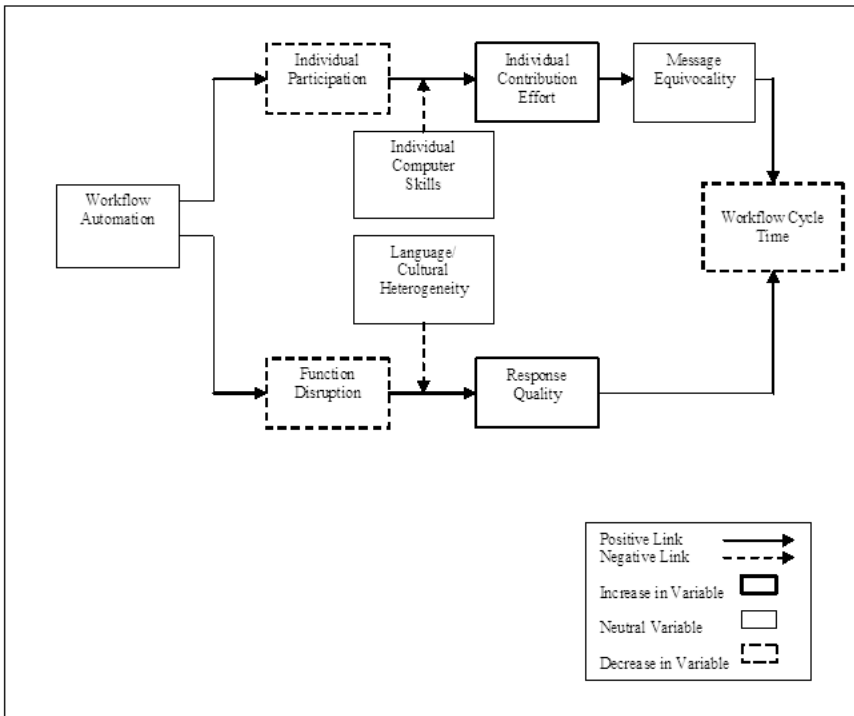 Individual
Participation
Individual
Contribution
Effort
Message
Equivocality
Individual
Computer
Skills
Workflow
Automation
Workflow Cycle
Time
Language/
Cultural
Heterogeneity
Function
Disruption
Response
Quality
Positive Link
Negative Link
Increase in Variable
Neutral Variable
Decrease in Variable